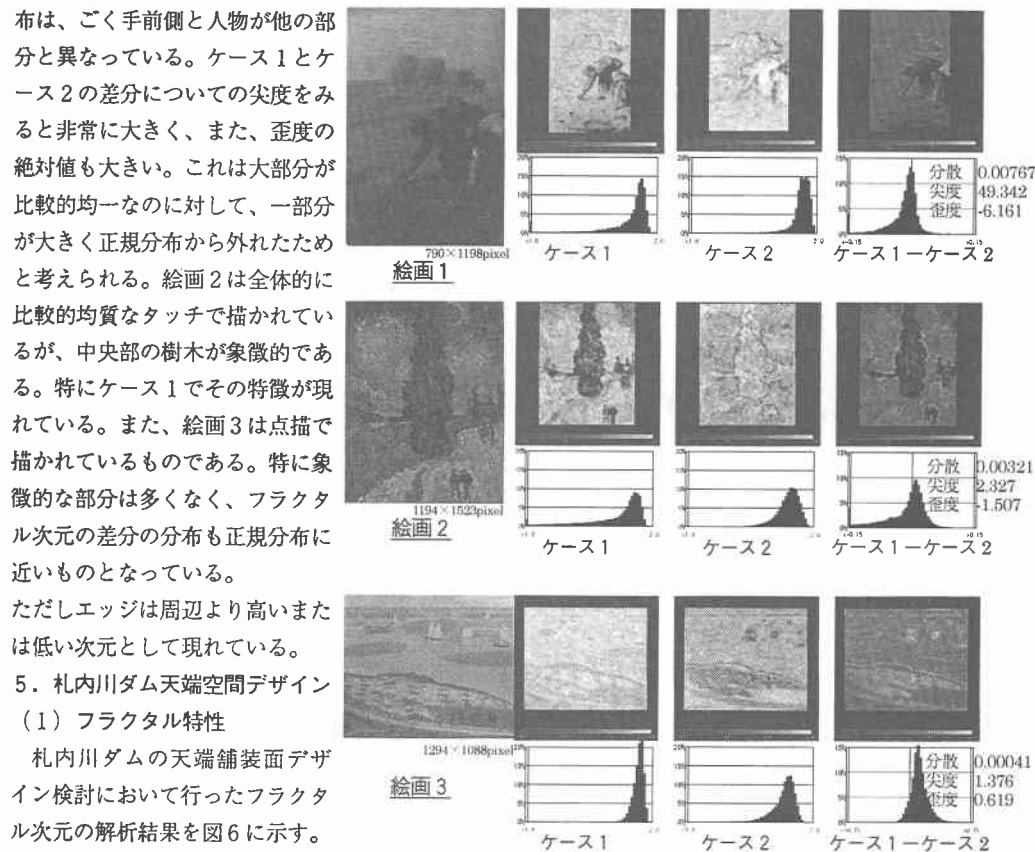 布は、ごく手前側と人物が他の部
分と異なっている。ケース１とケ
ース２の差分についての尖度をみ
ると非常に大きく、また、歪度の
絶対値も大きい。これは大部分が
比較的均一なのに対して、一部分
が大きく正規分布から外れたため
と考えられる。絵画２は全体的に
比較的均質なタッチで描かれてい
るが、中央部の樹木が象徴的であ
る。特にケース１でその特徴が現
れている。また、絵画３は点描で
描かれているものである。特に象
徴的な部分は多くなく、フラクタ
ル次元の差分の分布も正規分布に
近いものとなっている。
ただしエッジは周辺より高いまた
は低い次元として現れている。
５．札内川ダム天端空間デザイン
（１）フラクタル特性
札内川ダムの天端舗装面デザ
イン検討において行ったフラクタ
ル次元の解析結果を図６に示す。
790×1198pixel
絵画１
分散 0.00767
尖度 49.342
歪度 -6.161
ケース１
ケース２
ケース１ーケース２
1194×1523pixel
絵画２
分散 0.00321
尖度 2.327
歪度 -1.507
ケース１
ケース２
ケース１ーケース２
1294×1088pixel
絵画３
分散 0.00041
尖度 1.376
歪度 0.619
ケース１
ケース２
ケース１ーケース２